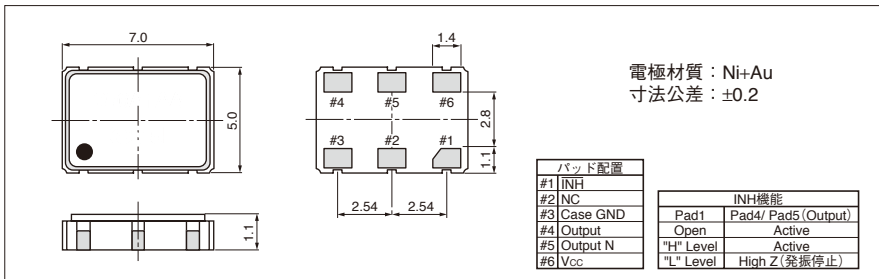 7.0
5.0
1.1
1.4
#4 #5 #6
#3 #2 #1
2.8
1.1
2.54 2.54
電極材質：Ni+Au
寸法公差：±0.2
パッド配置
#1 INH
#2 NC
#3 Case GND
#4 Output
#5 Output N
#6 Vcc
INH機能
Pad1 Pad4/ Pad5(Output)
Open Active
"H" Level Active
"L" Level High Z(発振停止)